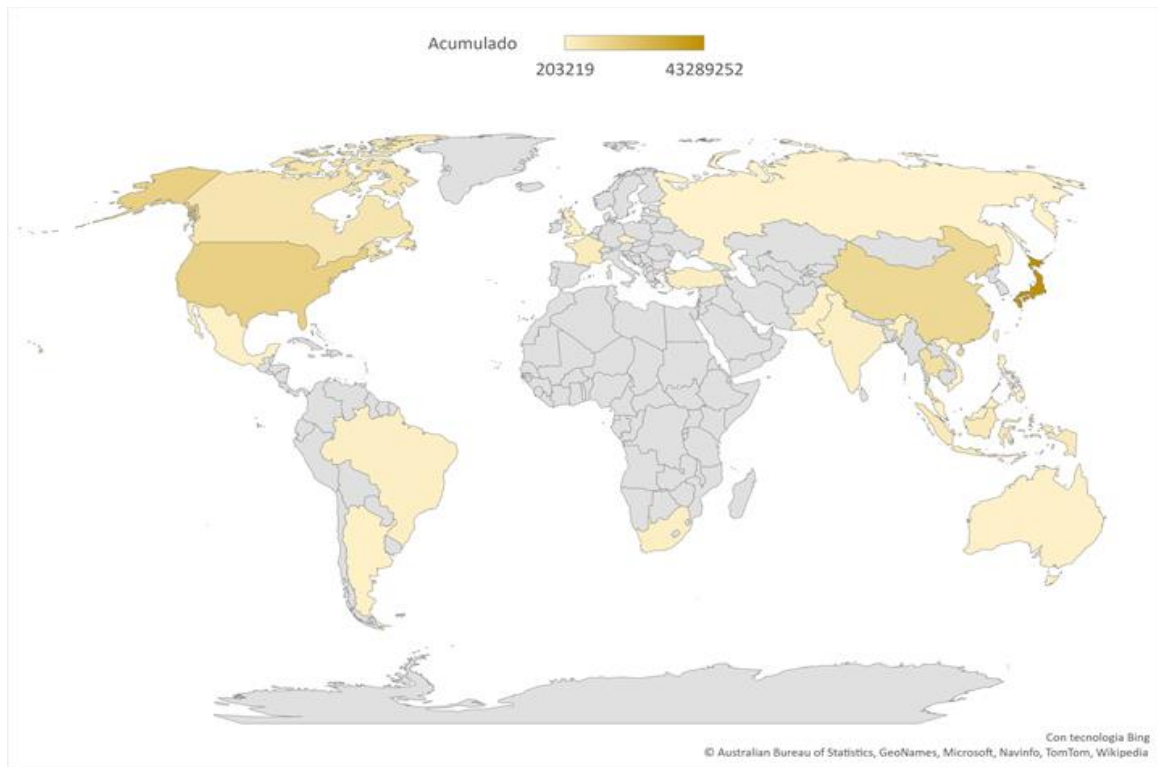 Acumulado
203219 43289252
Con tecnología Bing
© Australian Bureau of Statistics, GeoNames, Microsoft, Navinfo, TomTom, Wikipedia